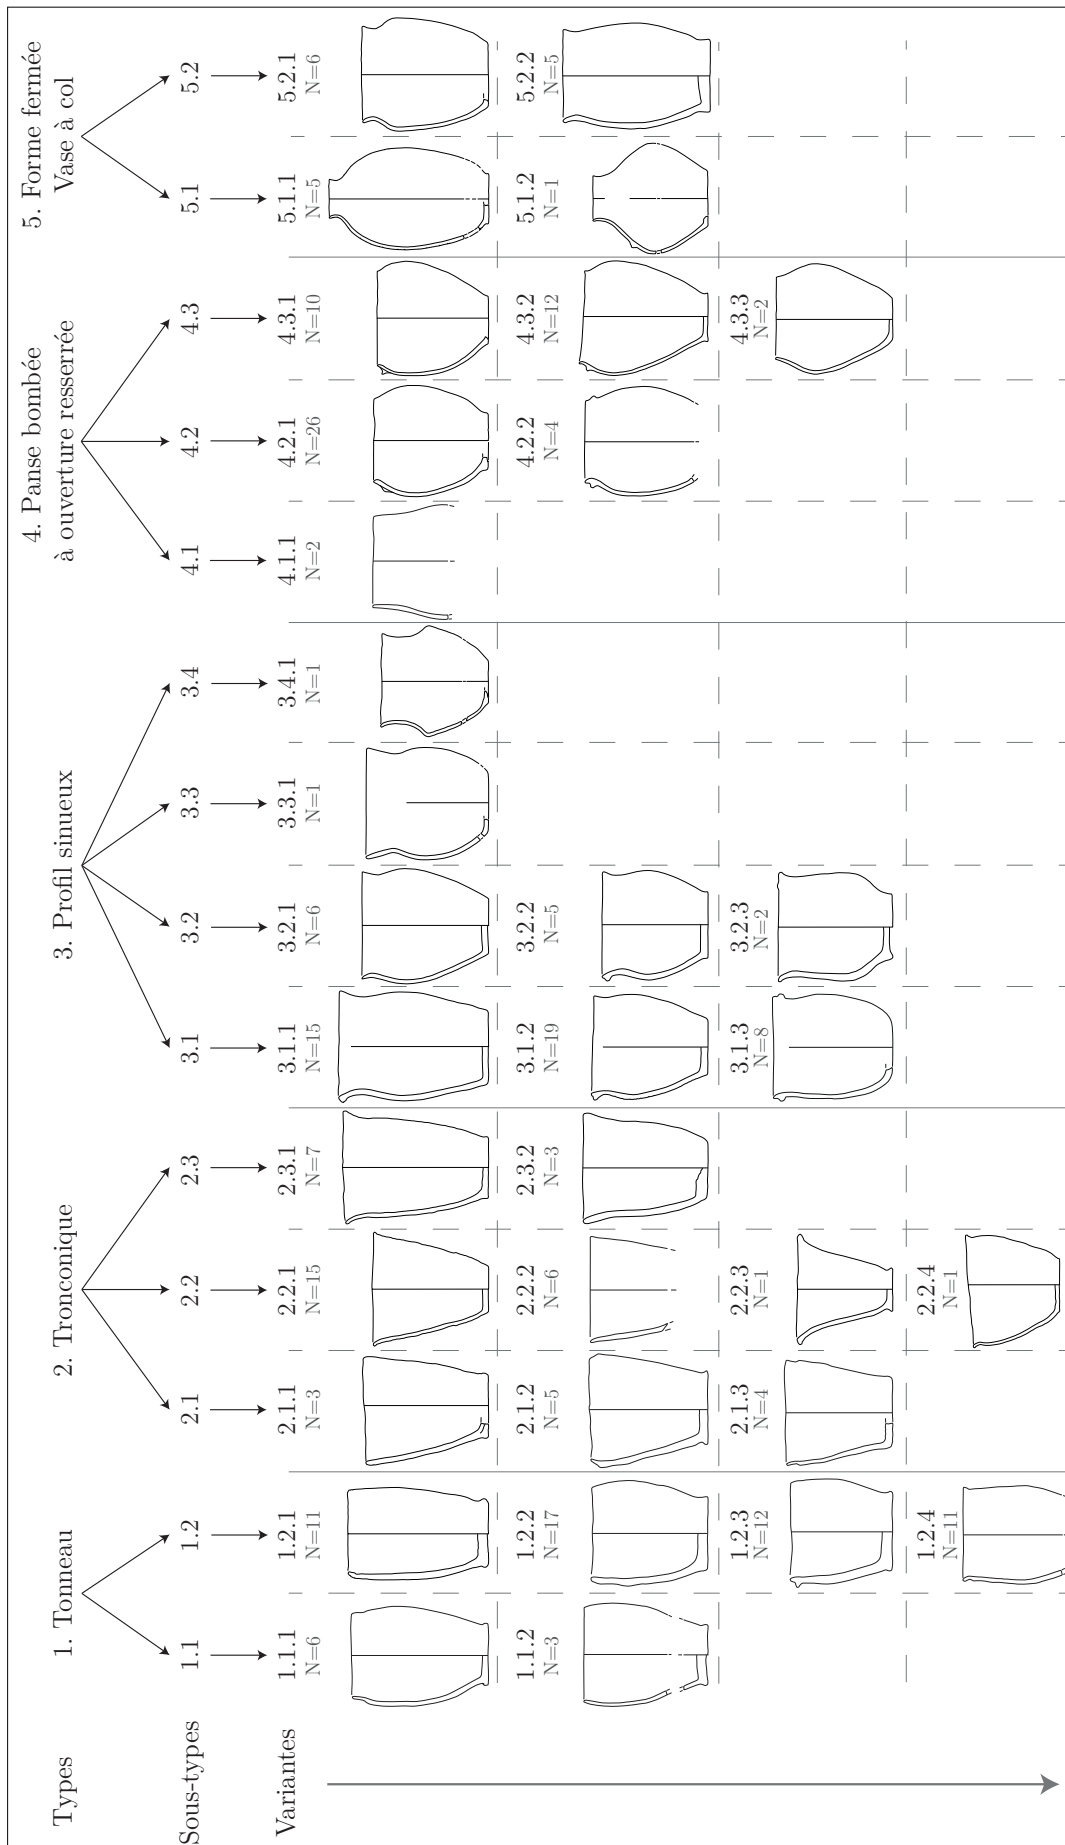 Types
1. Tonneau
2. Tronconique
3. Profil sinueux
4. Panse bombée
à ouverture resserrée
5. Forme fermée
Vase à col
Sous-types
1.1
1.2
2.1
2.2
2.3
3.1
3.2
3.3
3.4
4.1
4.2
4.3
5.1
5.2
Variantes
1.1.1
N=6
1.2.1
N=11
2.1.1
N=3
2.2.1
N=15
2.3.1
N=7
3.1.1
N=15
3.2.1
N=6
3.3.1
N=1
3.4.1
N=1
4.1.1
N=2
4.2.1
N=26
4.3.1
N=10
5.1.1
N=5
5.2.1
N=6
1.1.2
N=3
1.2.2
N=17
2.1.2
N=5
2.2.2
N=6
2.3.2
N=3
3.1.2
N=19
3.2.2
N=5
4.2.2
N=4
4.3.2
N=12
5.1.2
N=1
5.2.2
N=5
1.2.3
N=12
2.1.3
N=4
2.2.3
N=1
3.1.3
N=8
3.2.3
N=2
4.3.3
N=2
1.2.4
N=11
2.2.4
N=1